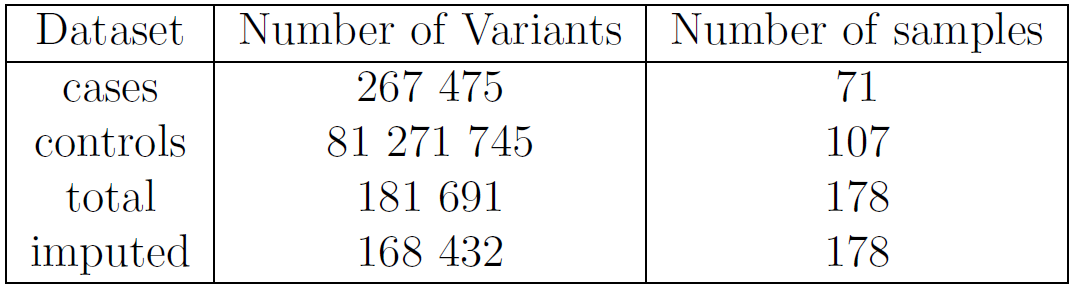 Dataset Number of Variants Number of samples
cases 267 475 71
controls 81 271 745 107
total 181 691 178
imputed 168 432 178